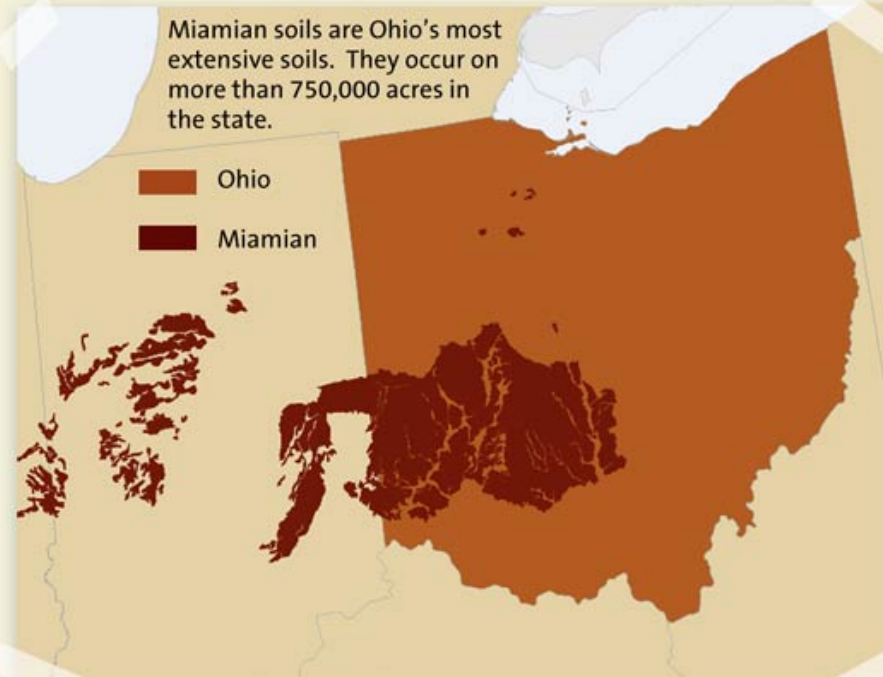 Miamian soils are Ohio's most
extensive soils. They occur on
more than 750,000 acres in
the state.
Ohio
Miamian